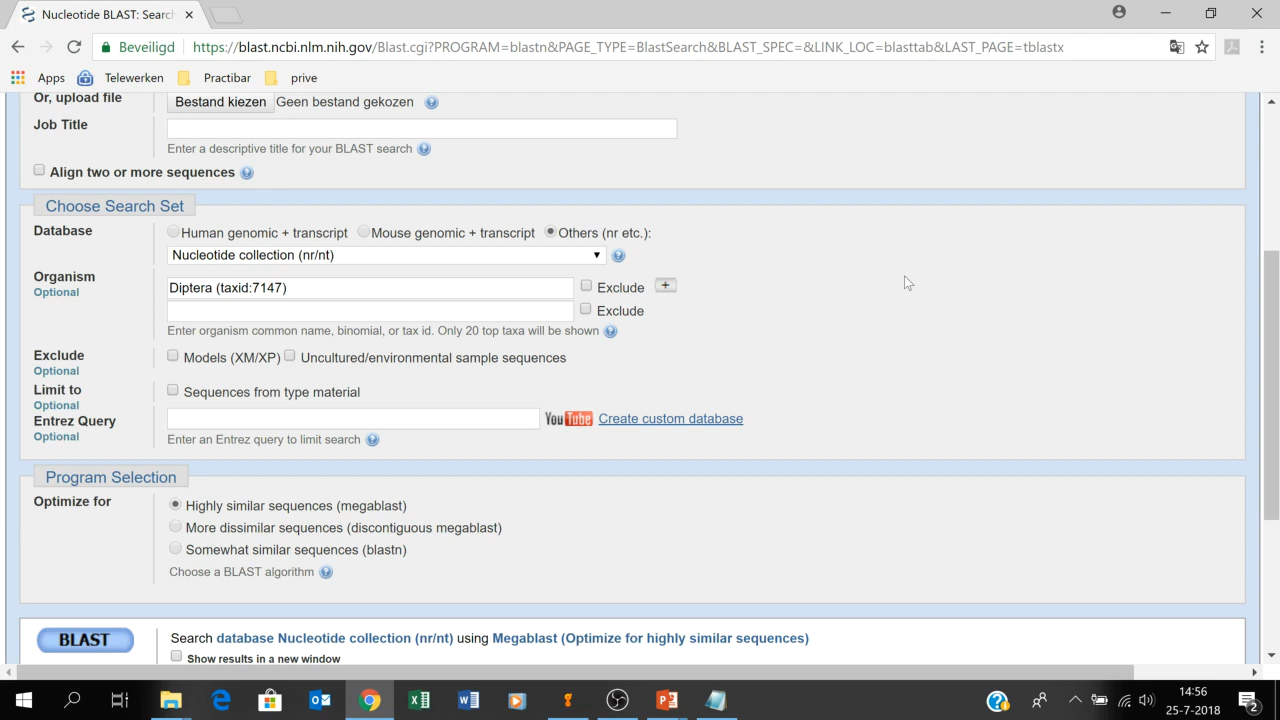 Nucleotide BLAST: Search
Beveiligd https://blast.ncbi.nlm.nih.gov/Blast.cgi?PROGRAM=blastn&PAGE_TYPE=BlastSearch&BLAST_SPEC=&LINK_LOC=blasttab&LAST_PAGE=tblastx
Apps Telewerken Practibar prive
Or, upload file Bestand kiezen Geen bestand gekozen
Job Title
Enter a descriptive title for your BLAST search
Align two or more sequences
Choose Search Set
Database Human genomic + transcript Mouse genomic + transcript Others (nr etc.):
Nucleotide collection (nr/nt)
Organism
Optional
Diptera (taxid:7147) Exclude +
Exclude
Enter organism common name, binomial, or tax id. Only 20 top taxa will be shown
Exclude Models (XM/XP) Uncultured/environmental sample sequences
Optional
Limit to Sequences from type material
Optional
Entrez Query YouTube Create custom database
Optional Enter an Entrez query to limit search
Program Selection
Optimize for Highly similar sequences (megablast)
More dissimilar sequences (discontiguous megablast)
Somewhat similar sequences (blastn)
Choose a BLAST algorithm
BLAST Search database Nucleotide collection (nr/nt) using Megablast (Optimize for highly similar sequences)
Show results in a new window
14:56
25-7-2018
2